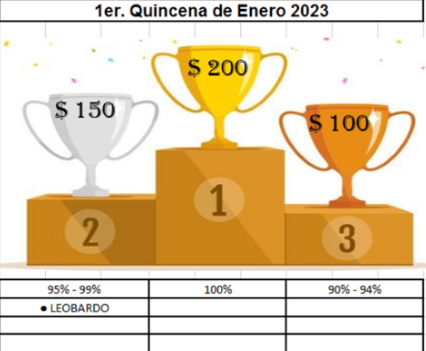 1er. Quincena de Enero 2023
$ 200
$ 150
$ 100
1
2
3
95% - 99% 100% 90% - 94%
● LEOBARDO